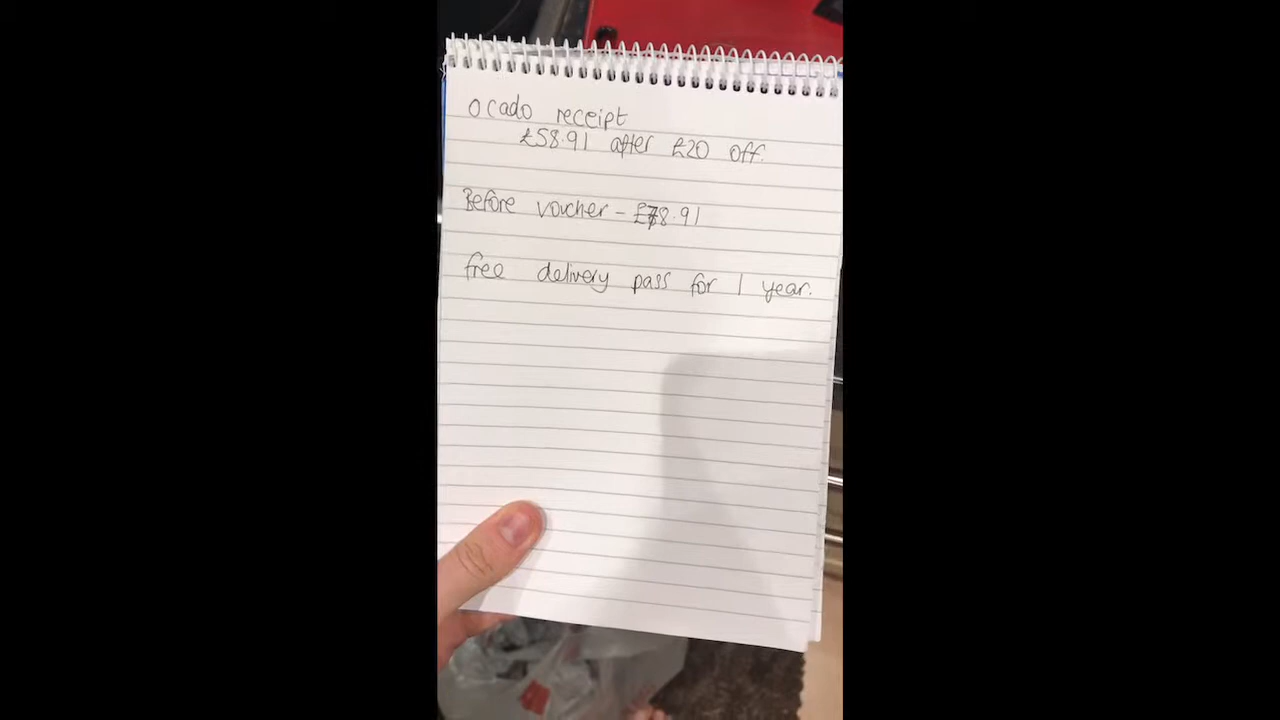 ocado receipt
£58.91 after £20 off.
Before voucher - £78.91
free delivery pass for 1 year.